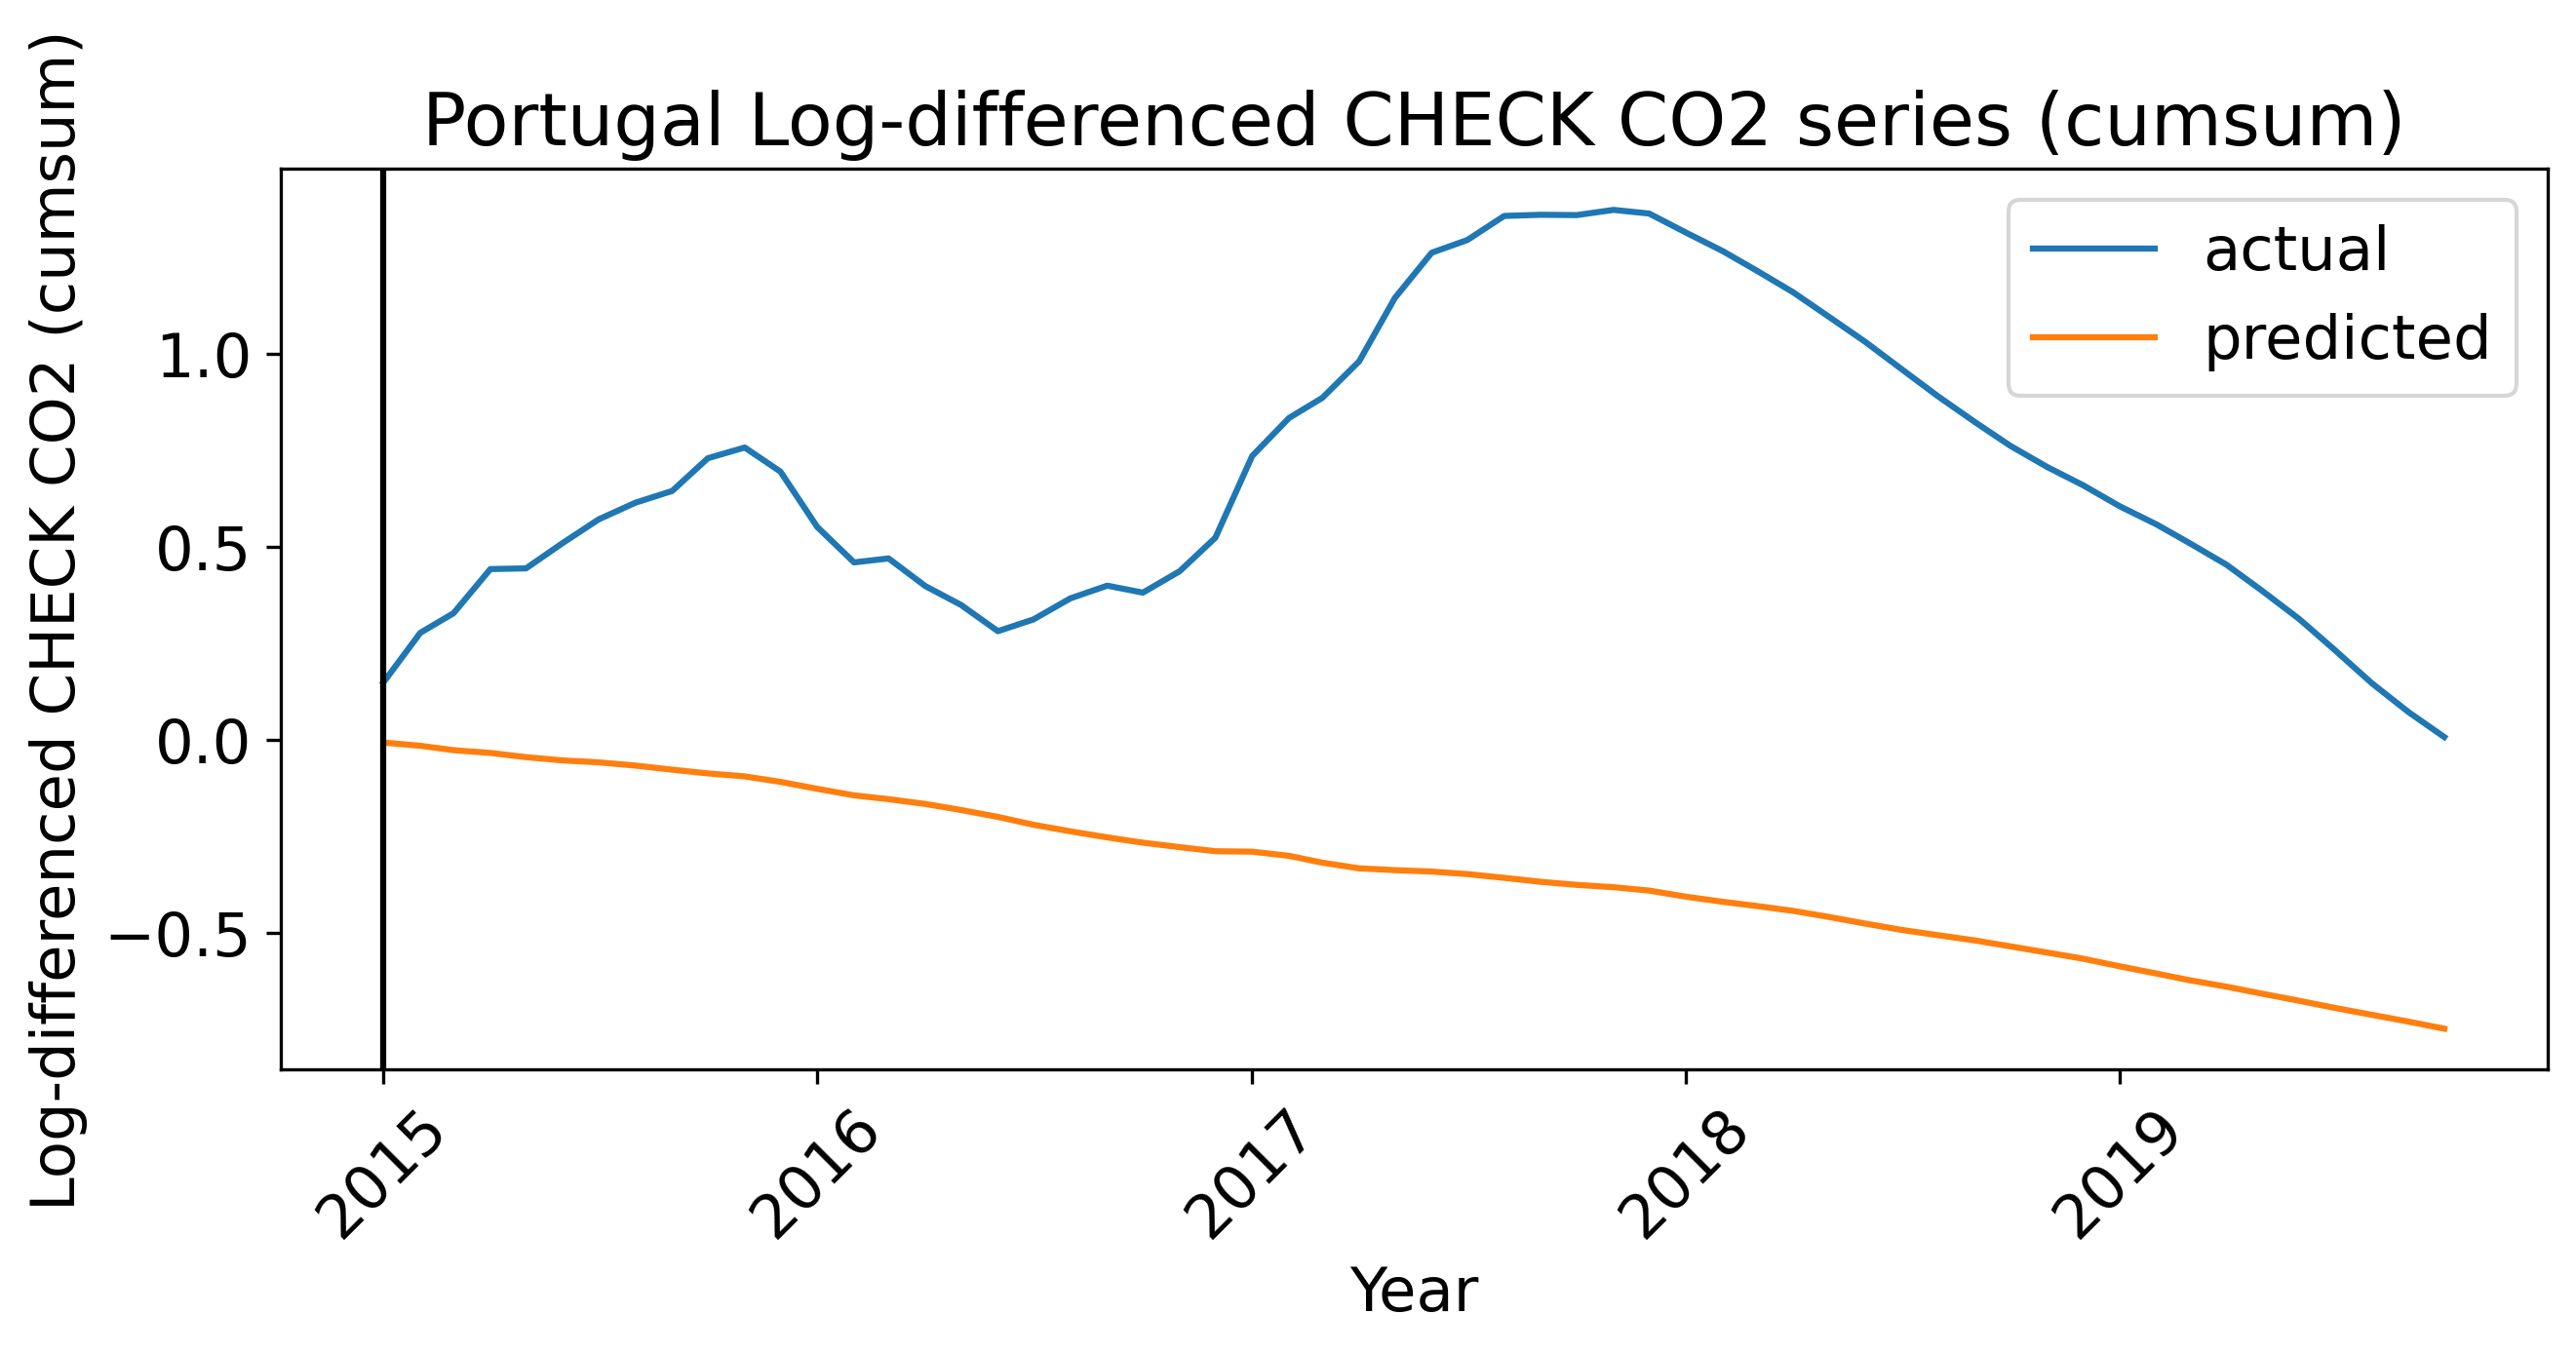 Portugal Log-differenced CHECK CO2 series (cumsum)
Log-differenced CHECK CO2 (cumsum)
actual
predicted
1.0
0.5
0.0
−0.5
2015
2016
2017
2018
2019
Year